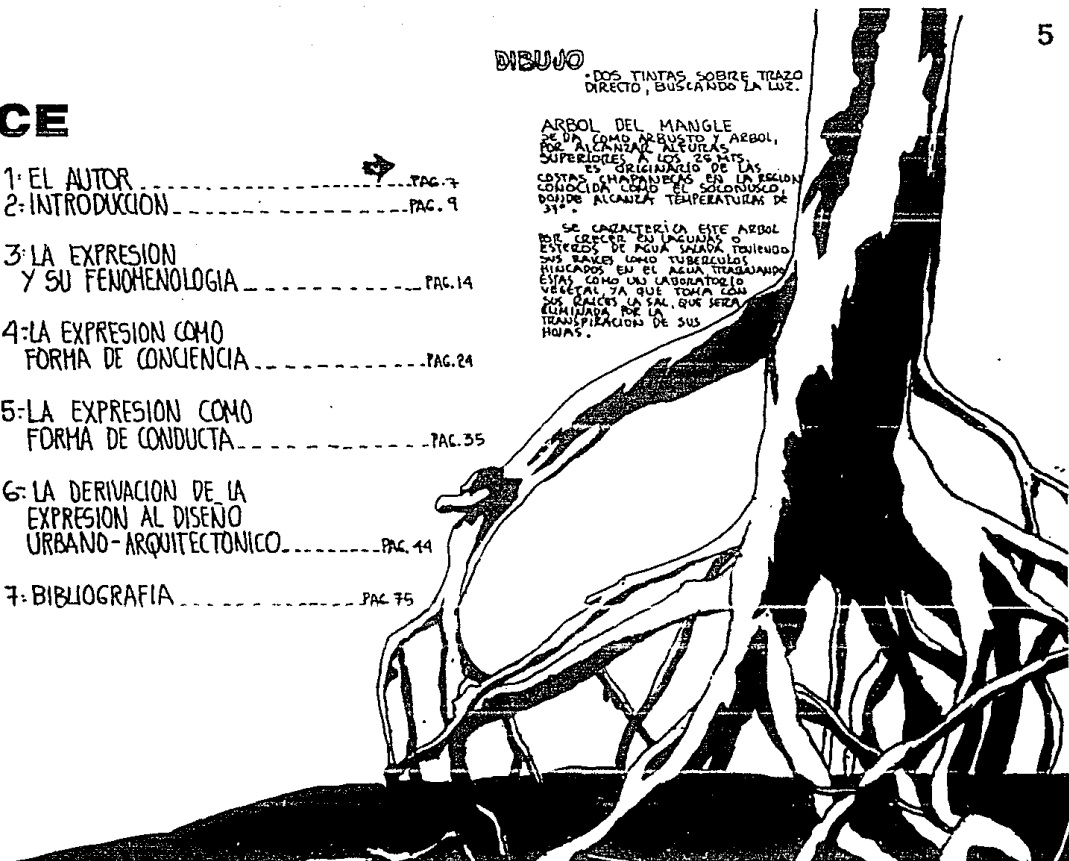 5
CE
1: EL AUTOR PAG. 7
2: INTRODUCCION PAG. 9
3: LA EXPRESION
Y SU FENOMENOLOGIA PAG. 14
4: LA EXPRESION COMO
FORMA DE CONCIENCIA PAG. 24
5: LA EXPRESION COMO
FORMA DE CONDUCTA PAG. 35
6: LA DERIVACION DE LA
EXPRESION AL DISEÑO
URBANO-ARQUITECTONICO PAG. 44
7: BIBLIOGRAFIA PAG 75
DIBUJO
• DOS TINTAS SOBRE TRAZO
DIRECTO, BUSCANDO LA LUZ.
ARBOL DEL MANGLE
SE DA COMO ARBUSTO Y ARBOL,
POR ALCANZAR ALTURAS
SUPERIORES A LOS 25 MTS.
ES ORIGINARIO DE LAS
COSTAS CHAPANECAS EN LA REGION
CONOCIDA COMO EL SOCONUSCO,
DONDE ALCANZA TEMPERATURAS DE
37°.
SE CARACTERICA ESTE ARBOL
POR CRECER EN LAGUNAS O
ESTEROS DE AGUA SALADA TENIENDO
SUS RAICES COMO TUBERCULOS
HINCADOS EN EL AGUA TRABAJANDO
ESTAS COMO UN LABORATORIO
VEGETAL, YA QUE TOMA CON
SUS RAICES LA SAL, QUE SERA
ELIMINADA POR LA
TRANSPIRACION DE SUS
HOJAS.